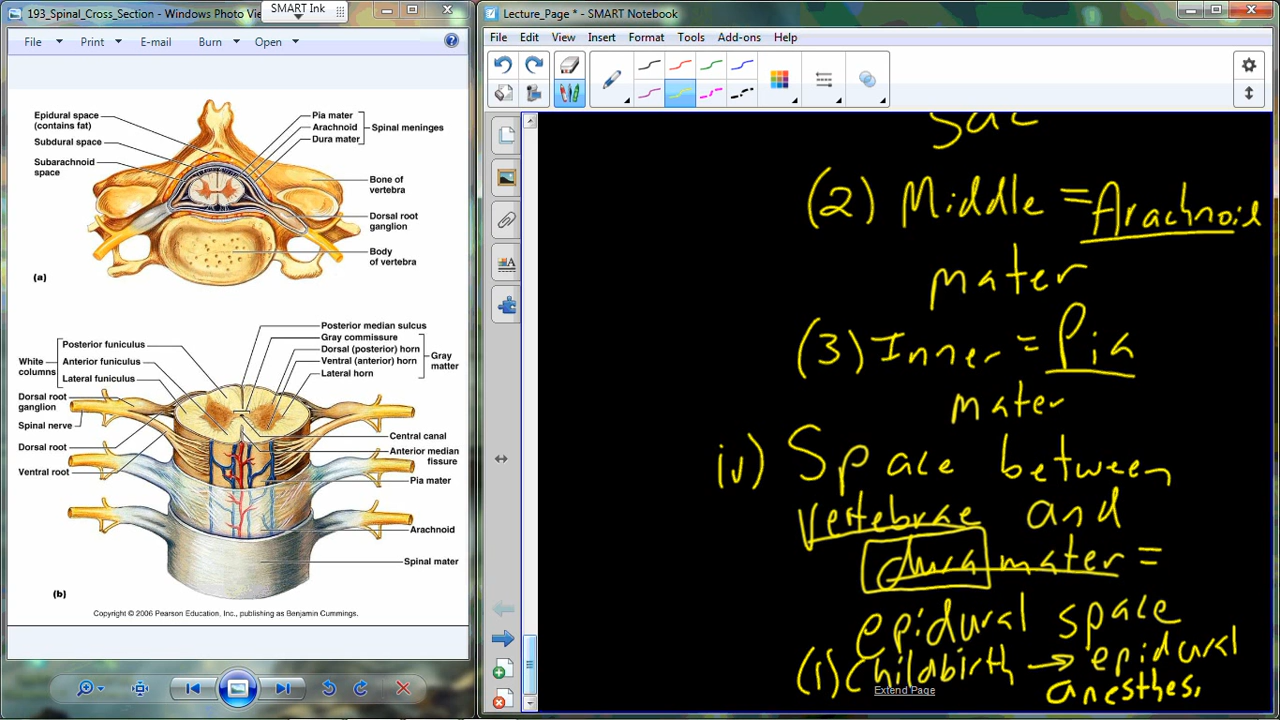 193_Spinal_Cross_Section - Windows Photo Vie
SMART Ink
File Print E-mail Burn Open
Epidural space
(contains fat)
Subdural space
Subarachnoid
space
Pia mater
Arachnoid
Dura mater
Spinal meninges
Bone of
vertebra
Dorsal root
ganglion
Body
of vertebra
(a)
Posterior median sulcus
Gray commissure
Dorsal (posterior) horn
Ventral (anterior) horn
Lateral horn
Gray
matter
White
columns
Posterior funiculus
Anterior funiculus
Lateral funiculus
Dorsal root
ganglion
Spinal nerve
Dorsal root
Ventral root
Central canal
Anterior median
fissure
Pia mater
Arachnoid
Spinal mater
(b)
Copyright © 2006 Pearson Education, Inc., publishing as Benjamin Cummings.
Lecture_Page * - SMART Notebook
File Edit View Insert Format Tools Add-ons Help
sac
(2) Middle = Arachnoid
mater
(3) Inner = Pia
mater
iv) Space between
vertebrae and
dura mater =
epidural space
(1) Childbirth → epidural
anesthesi
Extend Page